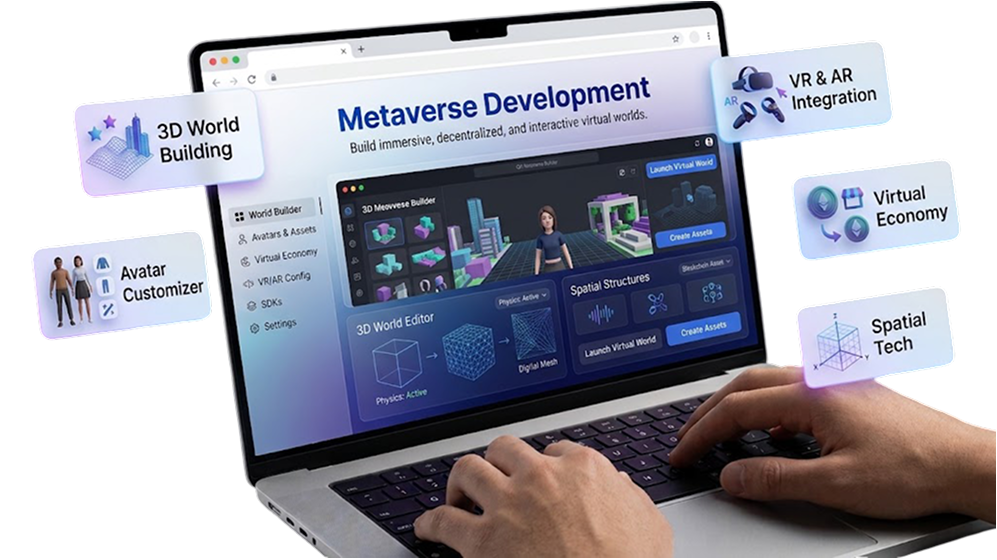 Metaverse Development
Build immersive, decentralized, and interactive virtual worlds.
3D World
Building
Avatar
Customizer
AR
VR & AR
Integration
Virtual
Economy
Spatial
Tech
Z
X
Y
World Builder
Avatars & Assets
Virtual Economy
VR/AR Config
SDKs
Settings
3D Meovvese Builder
Launch Virtual World
Create Assets
3D World Editor
Physics: Active
Digital Mesh
Physics: Active
Spatial Structures
Blockchain Asset
Launch Virtual World
Create Assets